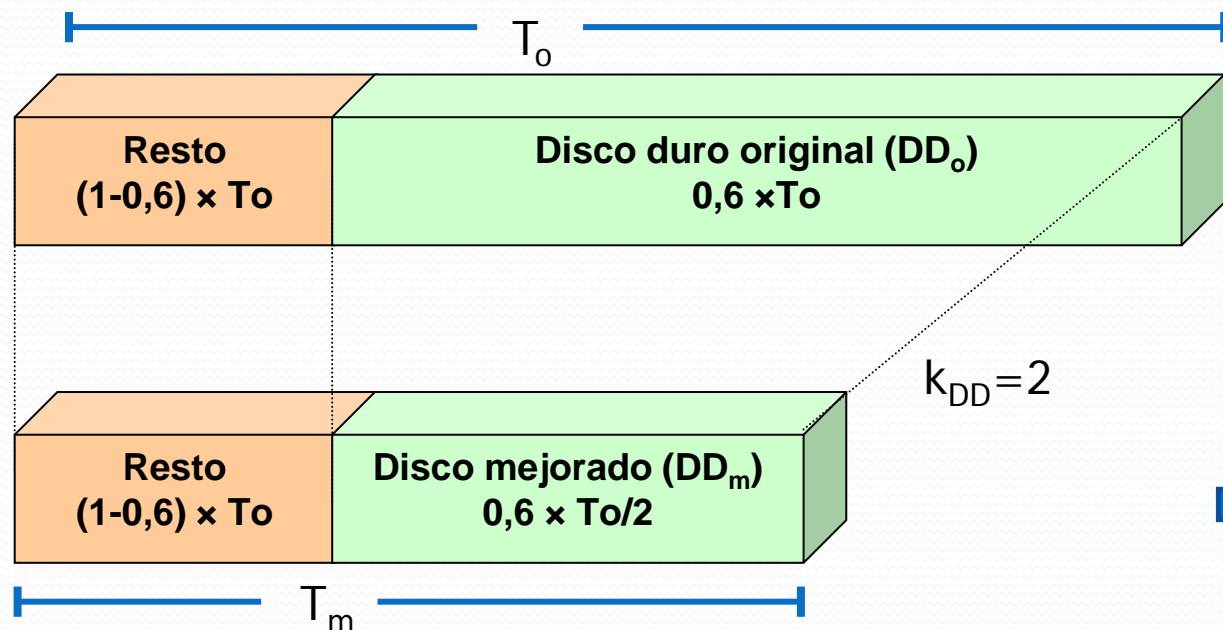 Tₒ
Resto
(1-0,6) × To
Disco duro original (DDₒ)
0,6 ×To
k_DD=2
Resto
(1-0,6) × To
Disco mejorado (DDₘ)
0,6 × To/2
Tₘ